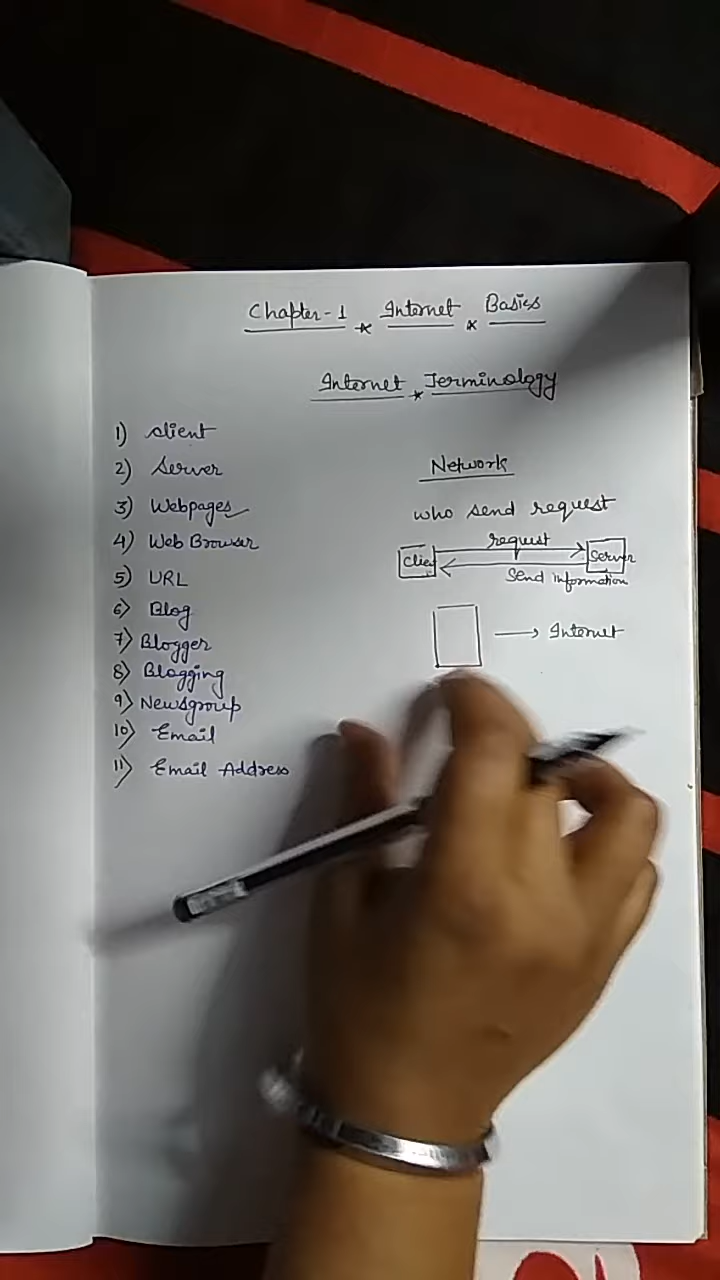 Chapter-1 * Internet * Basics
Internet * Terminology
1) Client
2) Server
3) Webpages
4) Web Browser
5) URL
6) Blog
7) Blogger
8) Blogging
9) Newsgroup
10) Email
11) Email Address
Network
who send request
request
Clien
Server
Send information
→ Internet